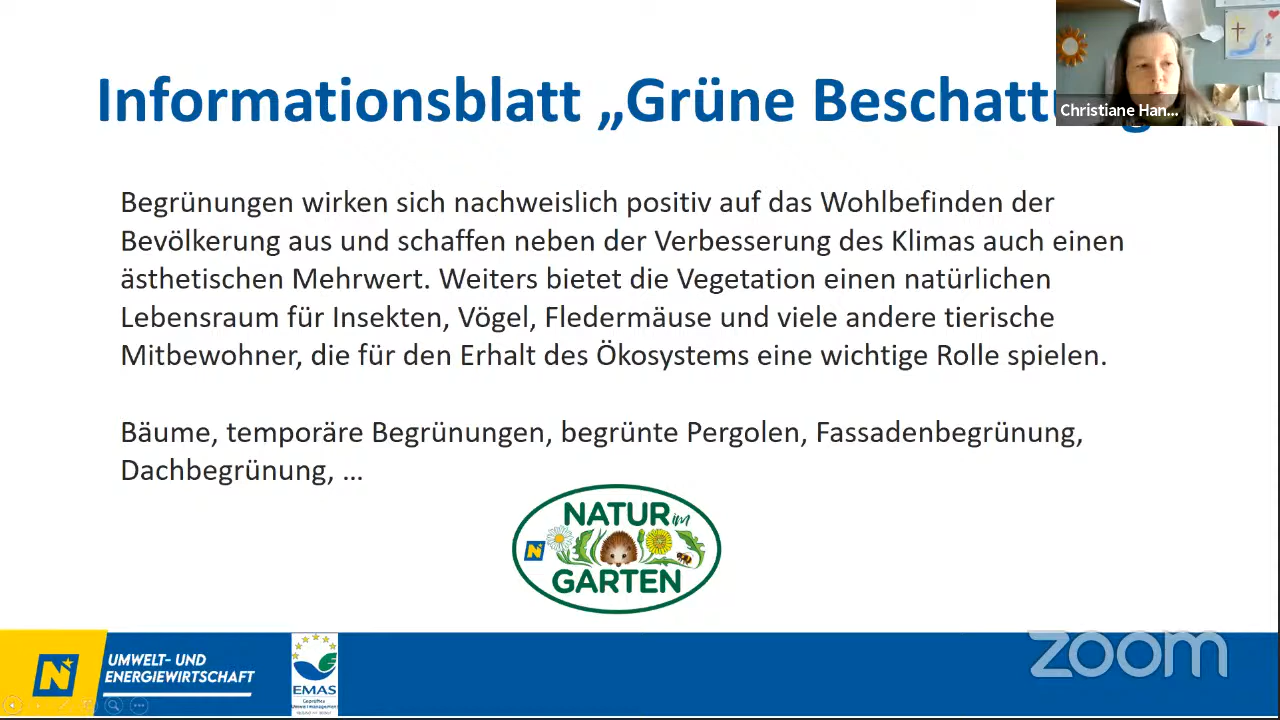 Informationsblatt „Grüne
Christiane Han...
Begrünungen wirken sich nachweislich positiv auf das Wohlbefinden der
Bevölkerung aus und schaffen neben der Verbesserung des Klimas auch einen
ästhetischen Mehrwert. Weiters bietet die Vegetation einen natürlichen
Lebensraum für Insekten, Vögel, Fledermäuse und viele andere tierische
Mitbewohner, die für den Erhalt des Ökosystems eine wichtige Rolle spielen.
Bäume, temporäre Begrünungen, begrünte Pergolen, Fassadenbegrünung,
Dachbegrünung, ...
NATUR im
N
GARTEN
N
UMWELT- UND
ENERGIEWIRTSCHAFT
EMAS
Geprüftes
Umweltmanagement
zoom